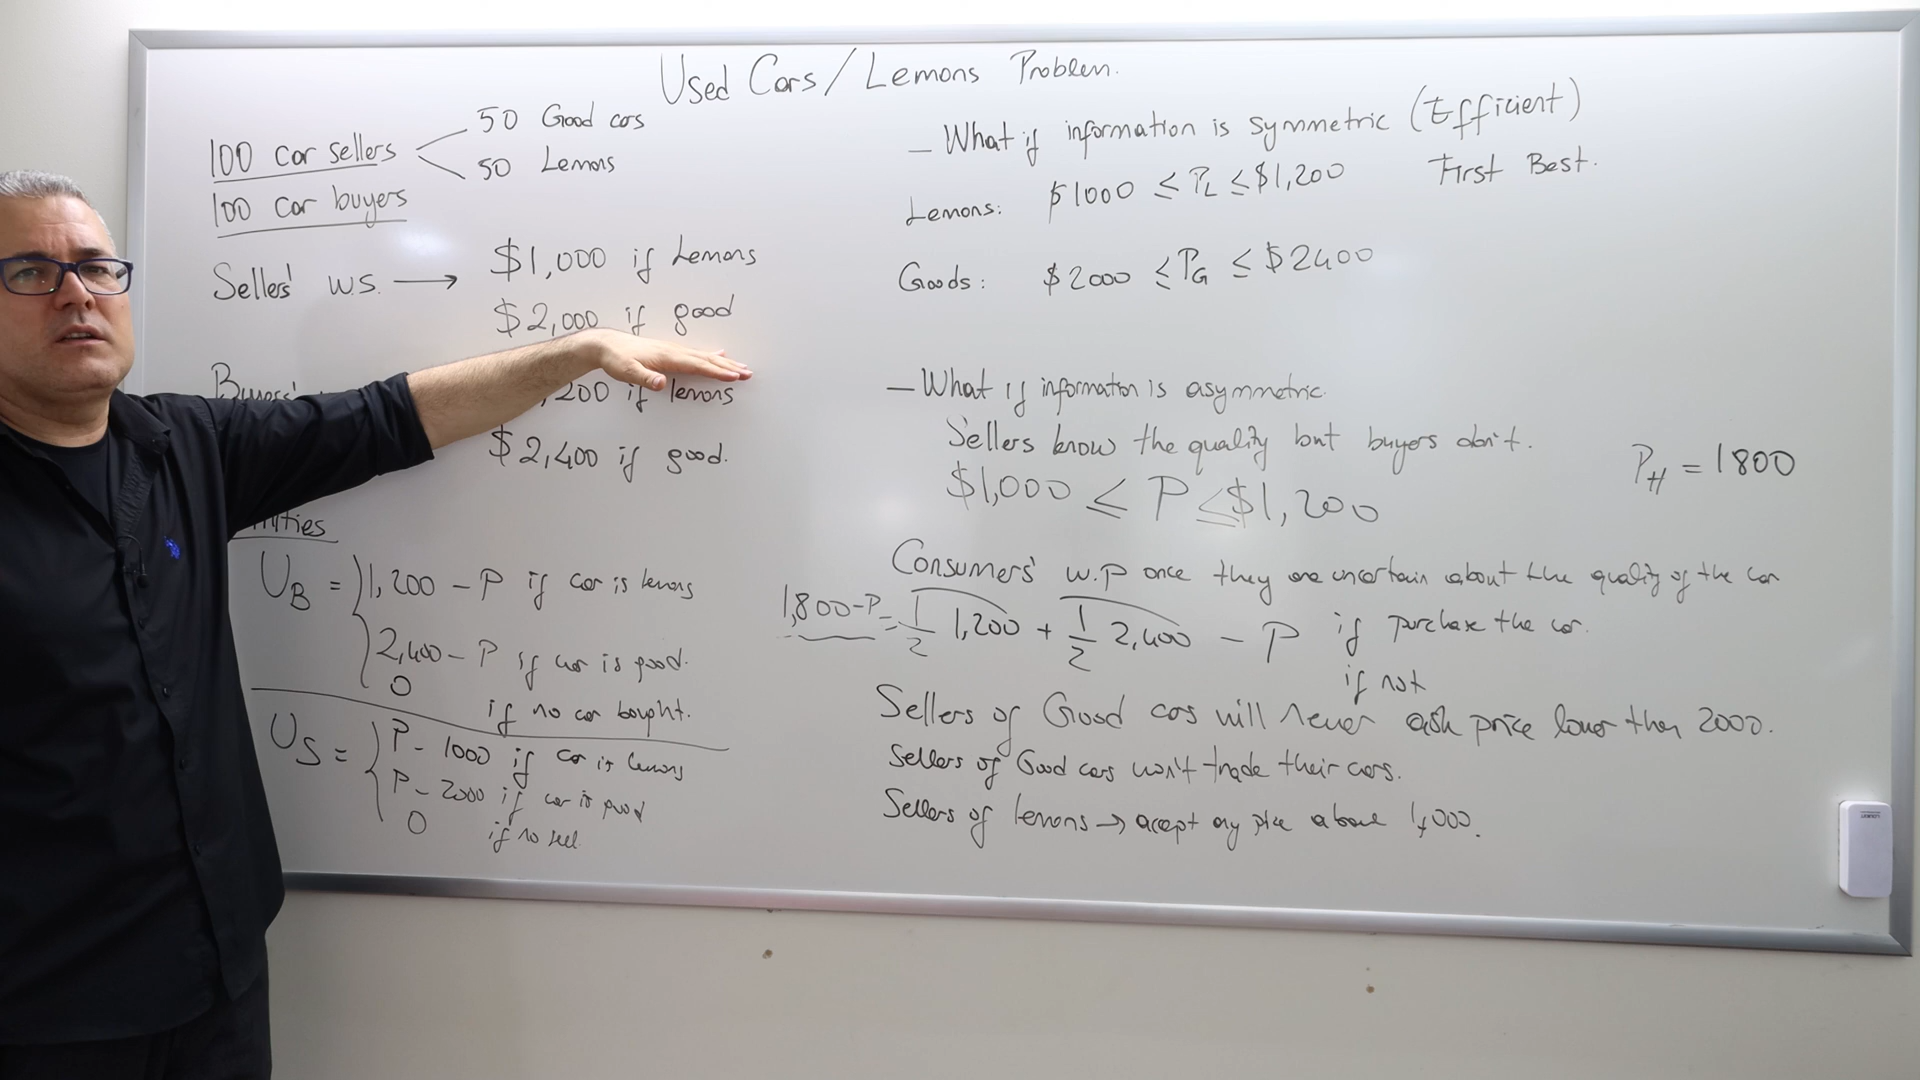 Used Cars / Lemons Problem.
100 car sellers
50 Good cars
50 Lemons
100 car buyers
Sellers' W.S. → $1,000 if Lemons
$2,000 if good
Buyers'
,200 if lemons
$2,400 if good.
U_B = 1,200 - P if car is lemons
2,400 - P if car is good.
0 if no car bought.
U_S = P - 1000 if car is lemons
P - 2000 if car is good
0 if no sell
- What if information is symmetric (Efficient)
First Best.
Lemons: $1000 ≤ P_L ≤ $1,200
Goods: $2000 ≤ P_G ≤ $2400
- What if information is asymmetric.
Sellers know the quality but buyers don't.
$1,000 ≤ P ≤ $1,200
P_H = 1800
Consumers' w.p once they are uncertain about the quality of the car
1,800-P = 1/2 1,200 + 1/2 2,400 - P if purchase the car.
if not
Sellers of Good cars will never ask price lower than 2000.
Sellers of Good cars won't trade their cars.
Sellers of lemons → accept any price above 1,000.